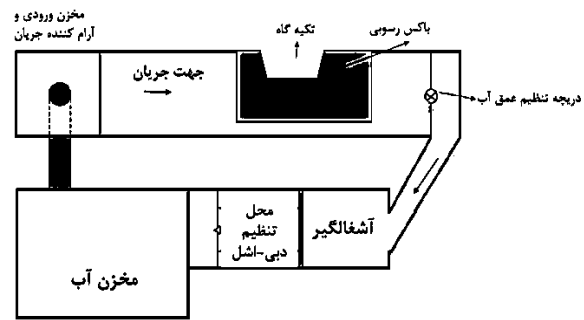 مخزن ورودی و
آرام کننده جریان
تکیه گاه
باکس رسوبی
جهت جریان
دریچه تنظیم عمق آب
محل
تنظیم
دبی-اشل
آشغالگیر
مخزن آب